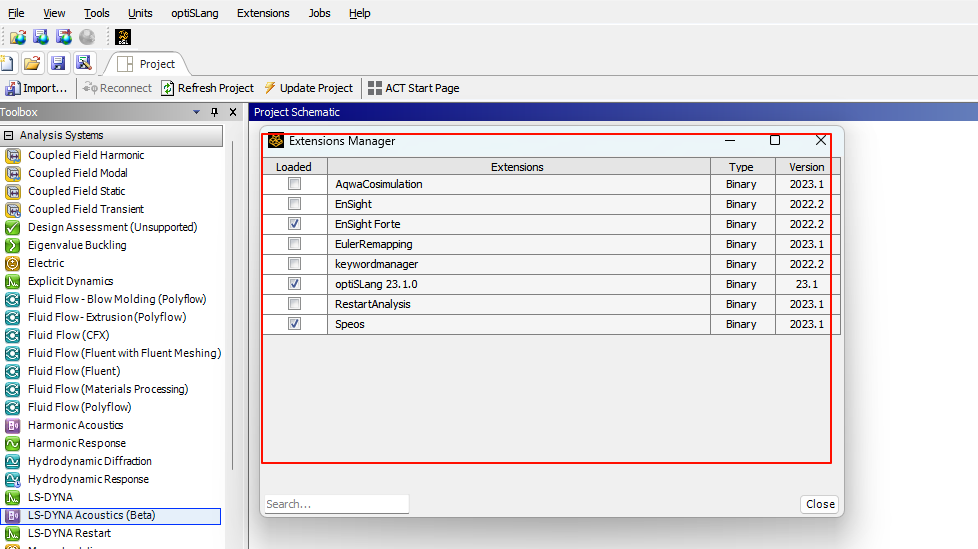 File View Tools Units optiSLang Extensions Jobs Help
Project
Import... Reconnect Refresh Project Update Project ACT Start Page
Toolbox
Project Schematic
Analysis Systems
Coupled Field Harmonic
Coupled Field Modal
Coupled Field Static
Coupled Field Transient
Design Assessment (Unsupported)
Eigenvalue Buckling
Electric
Explicit Dynamics
Fluid Flow - Blow Molding (Polyflow)
Fluid Flow - Extrusion (Polyflow)
Fluid Flow (CFX)
Fluid Flow (Fluent with Fluent Meshing)
Fluid Flow (Fluent)
Fluid Flow (Materials Processing)
Fluid Flow (Polyflow)
Harmonic Acoustics
Harmonic Response
Hydrodynamic Diffraction
Hydrodynamic Response
LS-DYNA
LS-DYNA Acoustics (Beta)
LS-DYNA Restart
Extensions Manager
Loaded Extensions Type Version
AqwaCosimulation Binary 2023.1
EnSight Binary 2022.2
EnSight Forte Binary 2022.2
EulerRemapping Binary 2023.1
keywordmanager Binary 2022.2
optiSLang 23.1.0 Binary 23.1
RestartAnalysis Binary 2023.1
Speos Binary 2023.1
Search...
Close